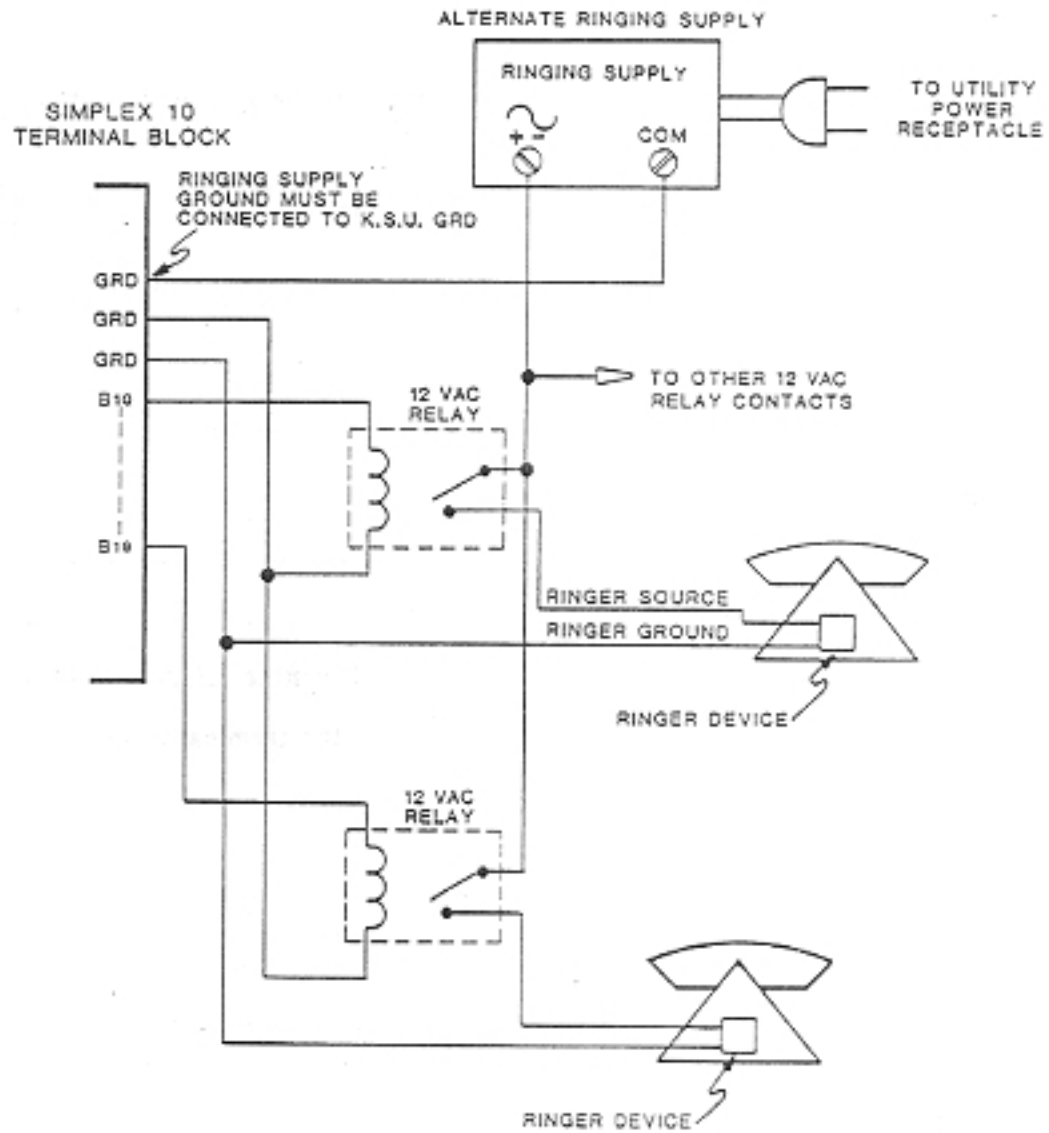 ALTERNATE RINGING SUPPLY
RINGING SUPPLY
+ -
COM
TO UTILITY
POWER
RECEPTACLE
SIMPLEX 10
TERMINAL BLOCK
RINGING SUPPLY
GROUND MUST BE
CONNECTED TO K.S.U. GRD
GRD
GRD
GRD
B10
B19
12 VAC
RELAY
TO OTHER 12 VAC
RELAY CONTACTS
RINGER SOURCE
RINGER GROUND
RINGER DEVICE
12 VAC
RELAY
RINGER DEVICE